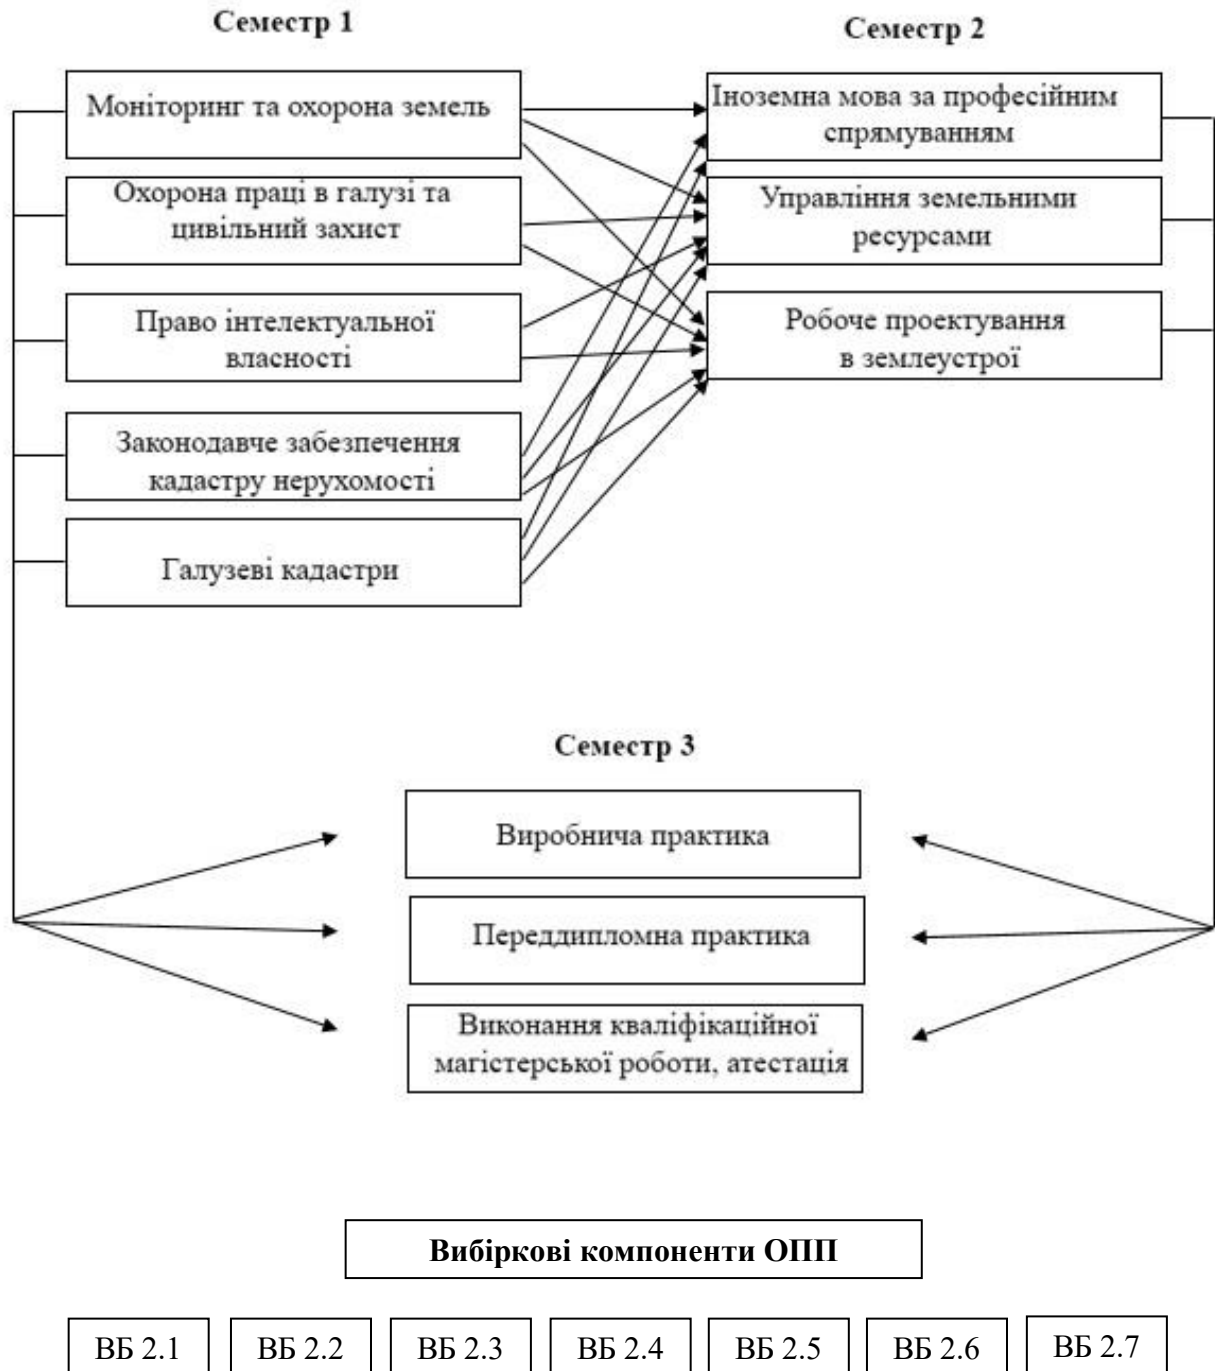 Семестр 1
Моніторинг та охорона земель
Охорона праці в галузі та
цивільний захист
Право інтелектуальної
власності
Законодавче забезпечення
кадастру нерухомості
Галузеві кадастри
Семестр 2
Іноземна мова за професійним
спрямуванням
Управління земельними
ресурсами
Робоче проектування
в землеустрої
Семестр 3
Виробнича практика
Переддипломна практика
Виконання кваліфікаційної
магістерської роботи, атестація
Вибіркові компоненти ОПП
ВБ 2.1
ВБ 2.2
ВБ 2.3
ВБ 2.4
ВБ 2.5
ВБ 2.6
ВБ 2.7